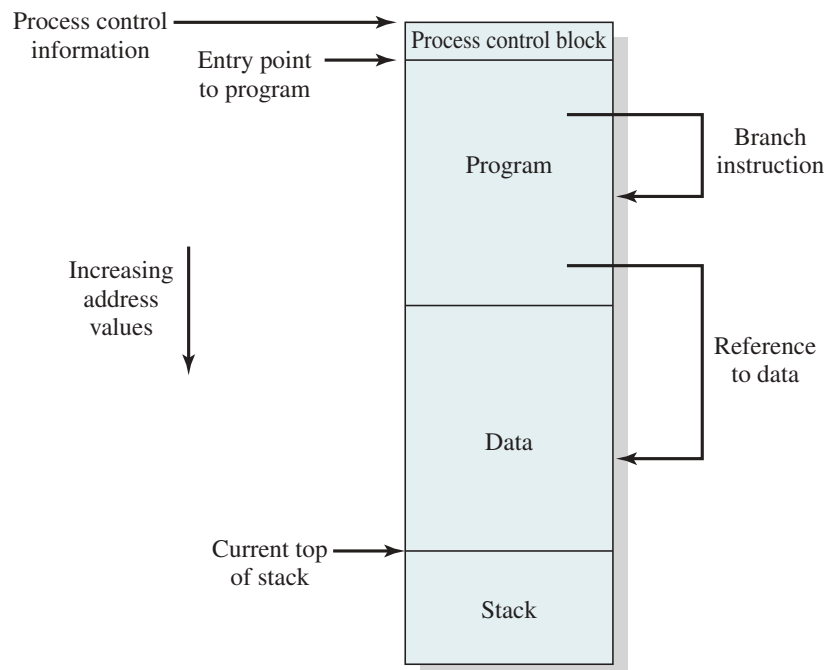 Process control
information
Process control block
Entry point
to program
Branch
instruction
Program
Increasing
address
values
Reference
to data
Data
Current top
of stack
Stack